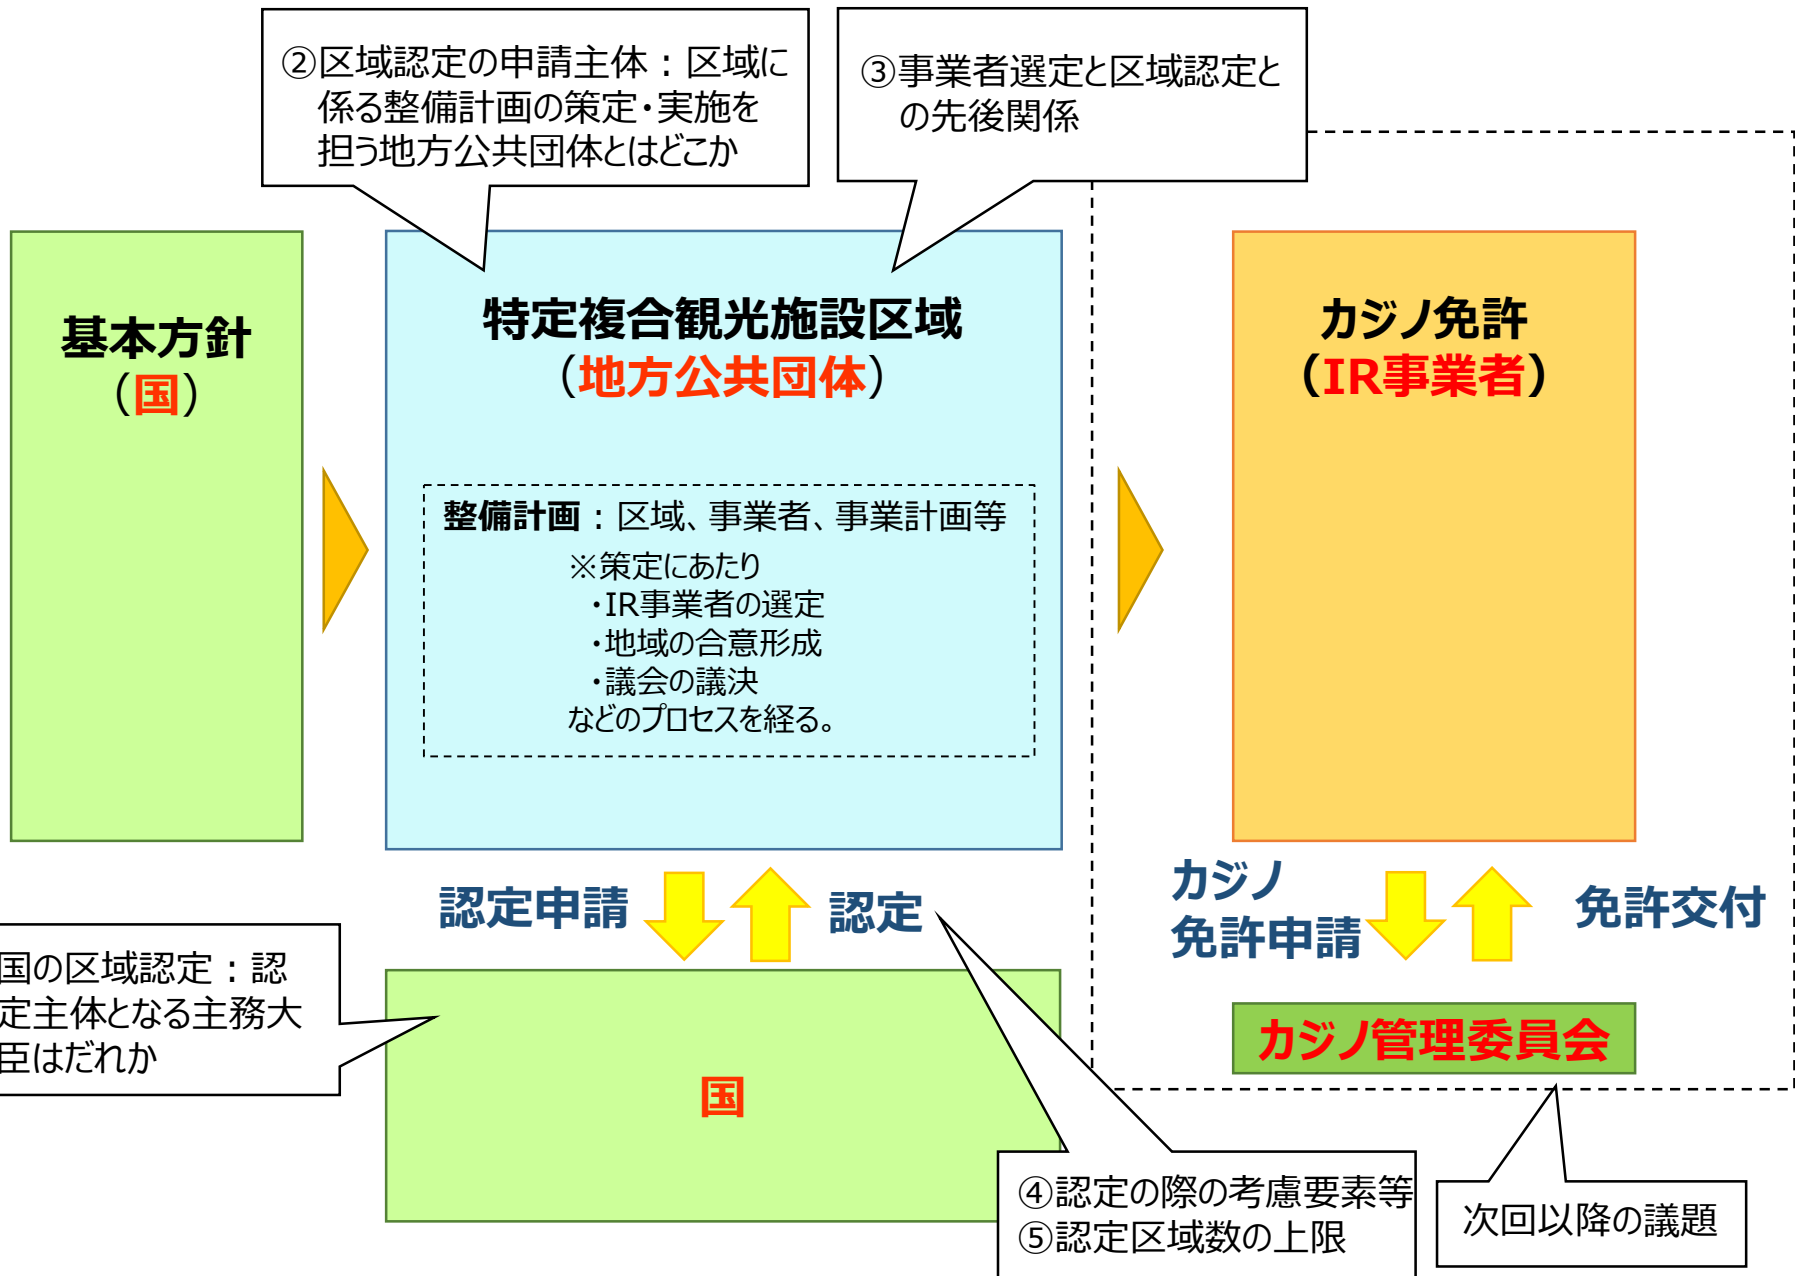 ②区域認定の申請主体：区域に
係る整備計画の策定・実施を
担う地方公共団体とはどこか
③事業者選定と区域認定と
の先後関係
基本方針
（国）
特定複合観光施設区域
（地方公共団体）
カジノ免許
（IR事業者）
整備計画：区域、事業者、事業計画等
※策定にあたり
・IR事業者の選定
・地域の合意形成
・議会の議決
などのプロセスを経る。
認定申請
認定
カジノ
免許申請
免許交付
国の区域認定：認
定主体となる主務大
臣はだれか
カジノ管理委員会
国
④認定の際の考慮要素等
⑤認定区域数の上限
次回以降の議題